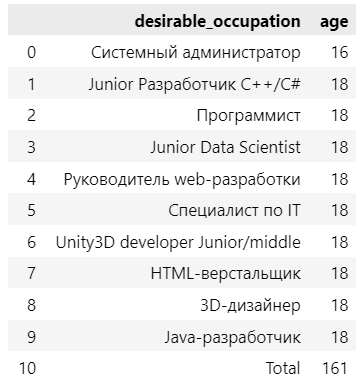 desirable_occupation age
0 Системный администратор 16
1 Junior Разработчик C++/C# 18
2 Программист 18
3 Junior Data Scientist 18
4 Руководитель web-разработки 18
5 Специалист по IT 18
6 Unity3D developer Junior/middle 18
7 HTML-верстальщик 18
8 3D-дизайнер 18
9 Java-разработчик 18
10 Total 161